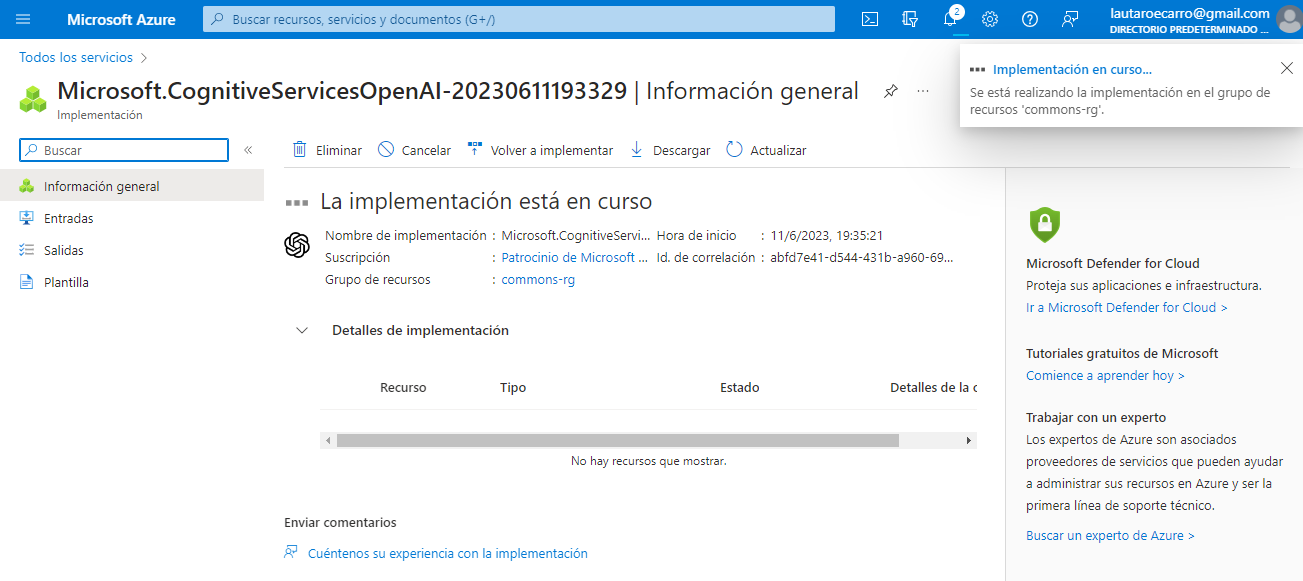 Microsoft Azure
Buscar recursos, servicios y documentos (G+/)
2
lautaroecarro@gmail.com
DIRECTORIO PREDETERMINADO ...
Todos los servicios
Microsoft.CognitiveServicesOpenAI-20230611193329 | Información general
Implementación
Implementación en curso...
Se está realizando la implementación en el grupo de
recursos 'commons-rg'.
Buscar
Información general
Entradas
Salidas
Plantilla
Eliminar Cancelar Volver a implementar Descargar Actualizar
La implementación está en curso
Nombre de implementación : Microsoft.CognitiveServi... Hora de inicio : 11/6/2023, 19:35:21
Suscripción : Patrocinio de Microsoft ... Id. de correlación : abfd7e41-d544-431b-a960-69...
Grupo de recursos : commons-rg
Detalles de implementación
Recurso Tipo Estado Detalles de la c
No hay recursos que mostrar.
Enviar comentarios
Cuéntenos su experiencia con la implementación
Microsoft Defender for Cloud
Proteja sus aplicaciones e infraestructura.
Ir a Microsoft Defender for Cloud >
Tutoriales gratuitos de Microsoft
Comience a aprender hoy >
Trabajar con un experto
Los expertos de Azure son asociados
proveedores de servicios que pueden ayudar
a administrar sus recursos en Azure y ser la
primera línea de soporte técnico.
Buscar un experto de Azure >